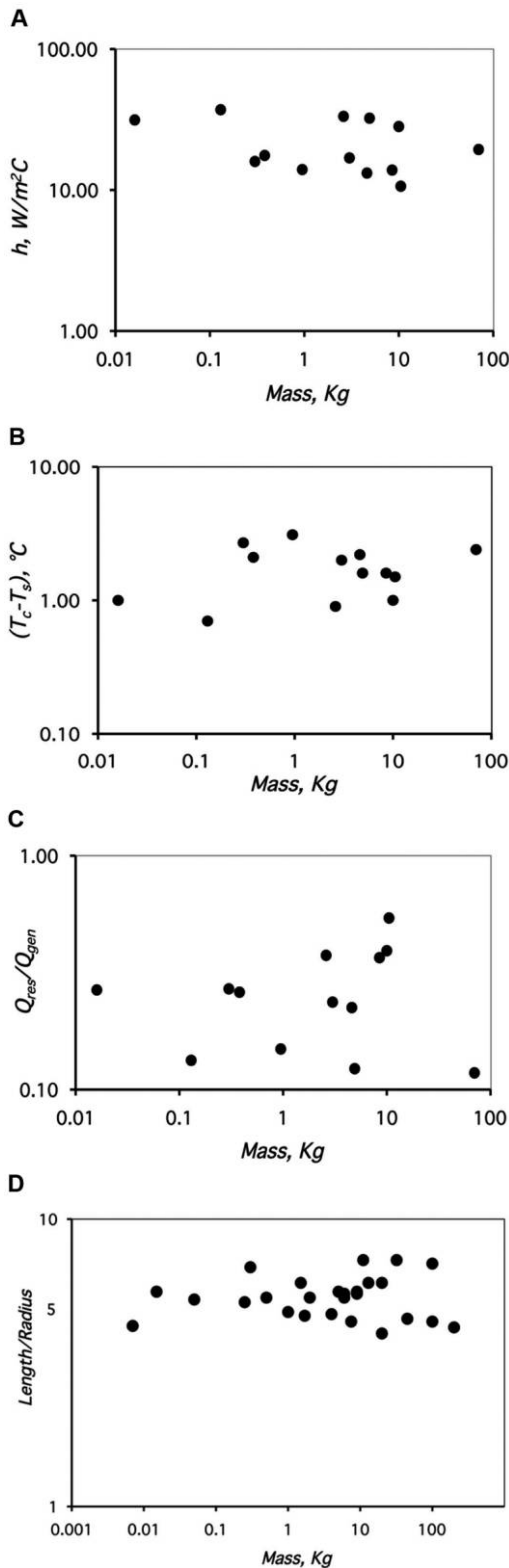 A
100.00
10.00
1.00
h, W/m²C
0.01 0.1 1 10 100
Mass, Kg
B
10.00
1.00
0.10
(Tc-Ts), °C
0.01 0.1 1 10 100
Mass, Kg
C
1.00
0.10
Qres/Qgen
0.01 0.1 1 10 100
Mass, Kg
D
10
5
1
Length/Radius
0.001 0.01 0.1 1 10 100
Mass, Kg